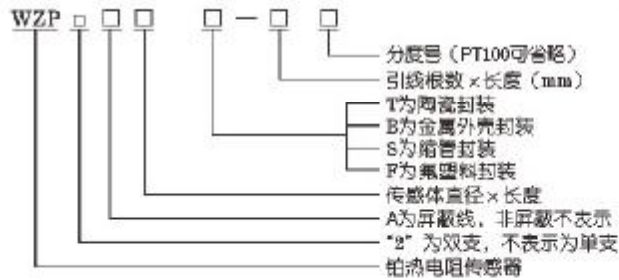 WZP □ □ □ □ - □ □
分度号（PT100可省略）
引线根数×长度（mm）
T为陶瓷封装
B为金属外壳封装
S为缩管封装
F为氟塑料封装
传感体直径×长度
A为屏蔽线，非屏蔽不表示
"2" 为双支，不表示为单支
铂热电阻传感器